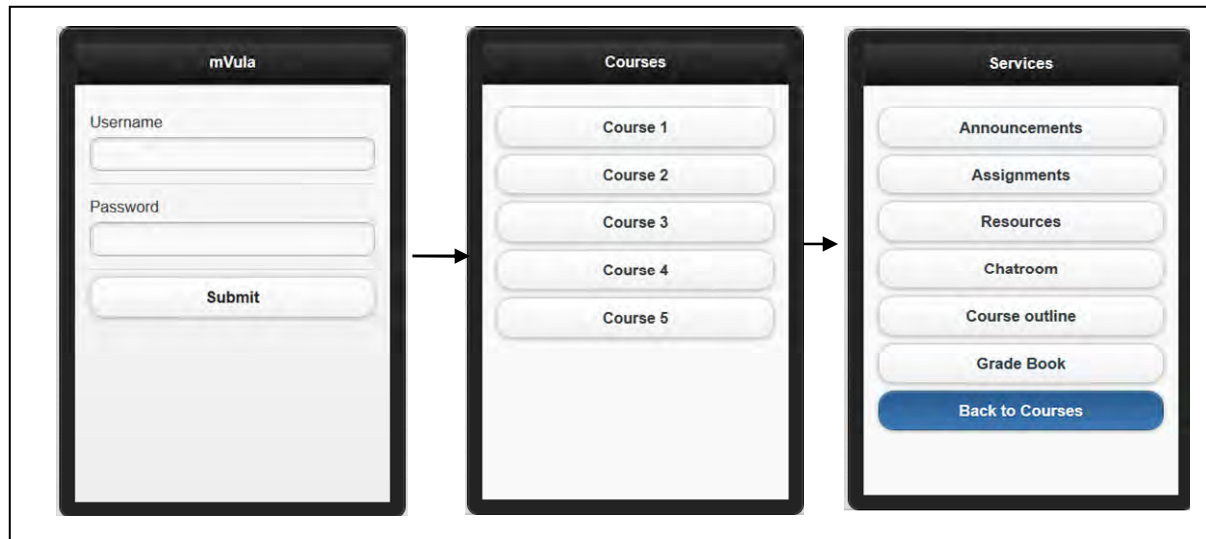 mVula
Username
Password
Submit
Courses
Course 1
Course 2
Course 3
Course 4
Course 5
Services
Announcements
Assignments
Resources
Chatroom
Course outline
Grade Book
Back to Courses